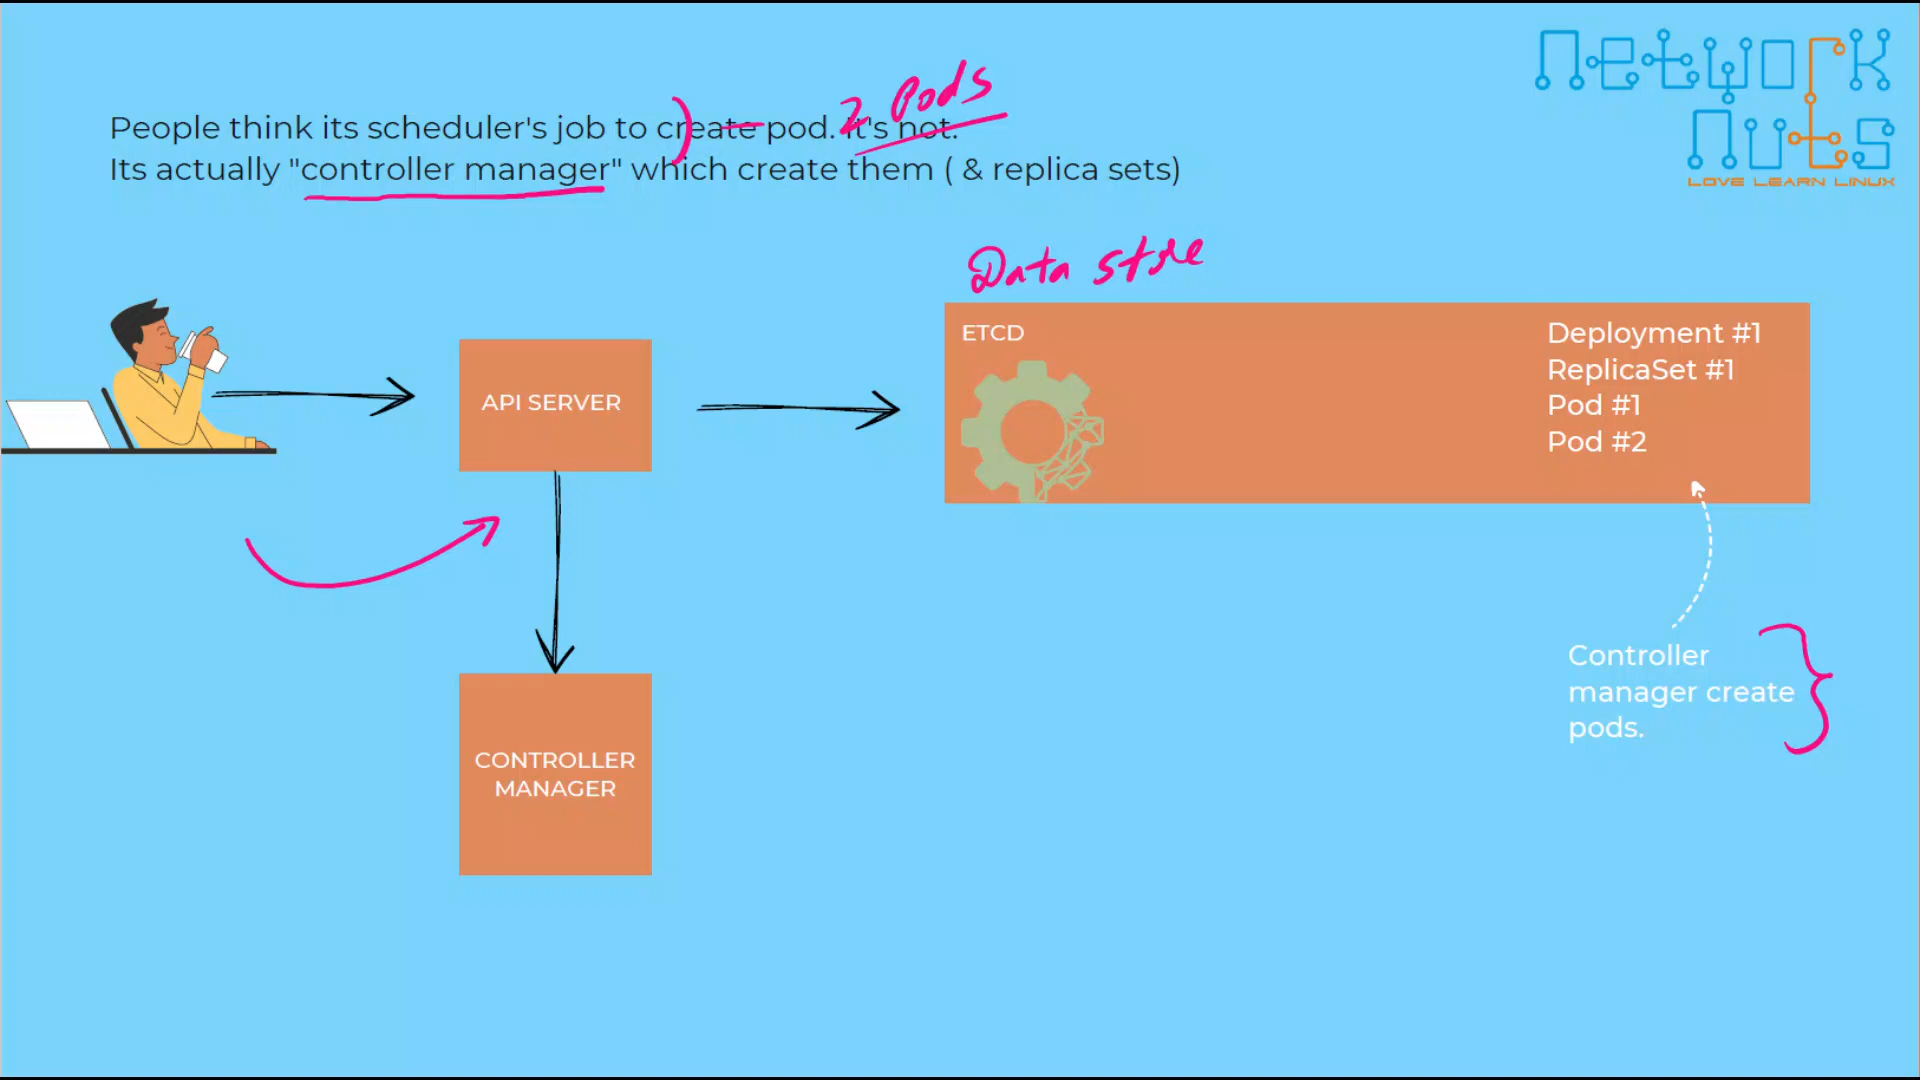 NETWORK
NUTS
LOVE LEARN LINUX
2 Pods
People think its scheduler's job to create pod. It's not.
Its actually "controller manager" which create them ( & replica sets)
Data store
ETCD
Deployment #1
ReplicaSet #1
Pod #1
Pod #2
API SERVER
Controller
manager create
pods.
CONTROLLER
MANAGER